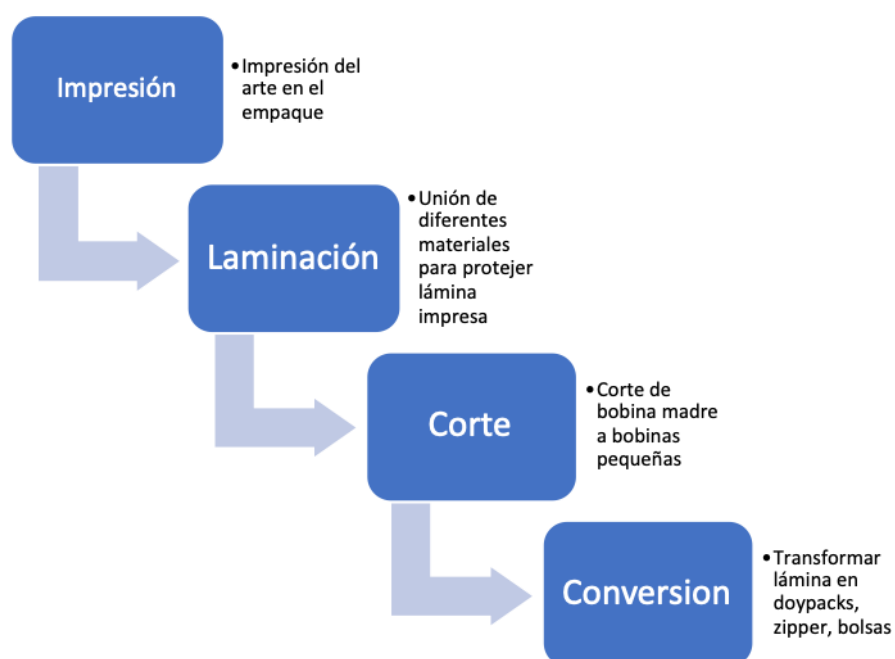 Impresión
•Impresión del
arte en el
empaque
Laminación
•Unión de
diferentes
materiales
para protejer
lámina
impresa
Corte
•Corte de
bobina madre
a bobinas
pequeñas
Conversion
•Transformar
lámina en
doypacks,
zipper, bolsas